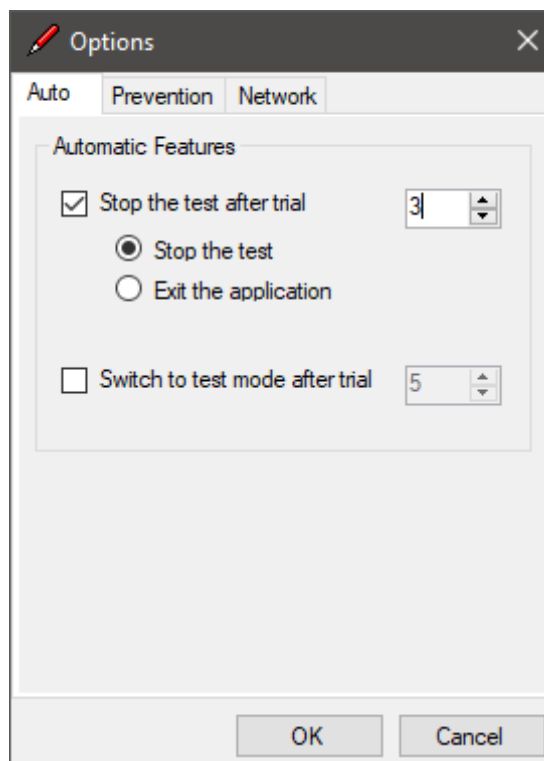 Options
Auto Prevention Network
Automatic Features
Stop the test after trial 3
Stop the test
Exit the application
Switch to test mode after trial 5
OK Cancel